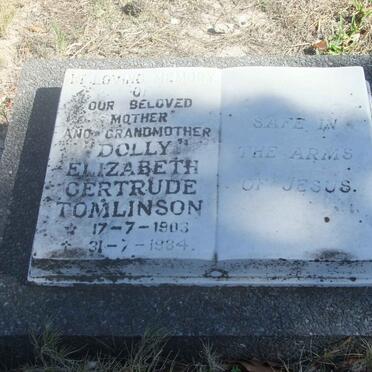 IN LOVING MEMORY
OF
OUR BELOVED
MOTHER
AND GRANDMOTHER
"DOLLY"
ELIZABETH
GERTRUDE
TOMLINSON
* 17-7-1903
+ 31-7-1984.
SAFE IN
THE ARMS
OF JESUS.